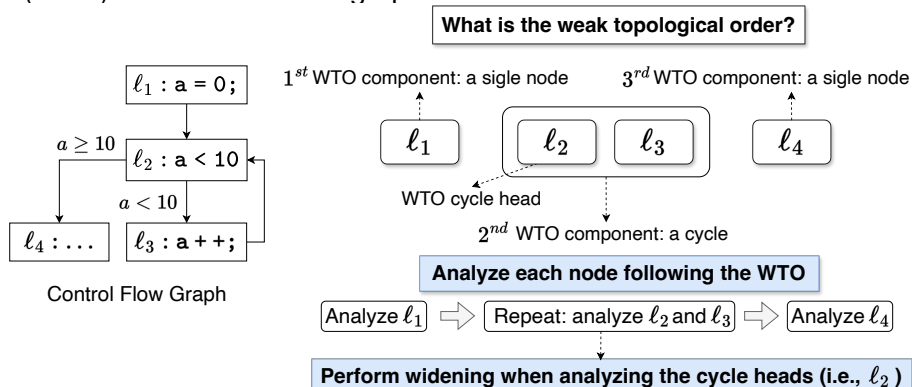 What is the weak topological order?
1st WTO component: a sigle node
3rd WTO component: a sigle node
ℓ1 : a = 0;
a ≥ 10
ℓ2 : a < 10
a < 10
ℓ4 : ...
ℓ3 : a + +;
Control Flow Graph
ℓ1
ℓ2
ℓ3
ℓ4
WTO cycle head
2nd WTO component: a cycle
Analyze each node following the WTO
Analyze ℓ1
Repeat: analyze ℓ2 and ℓ3
Analyze ℓ4
Perform widening when analyzing the cycle heads (i.e., ℓ2 )